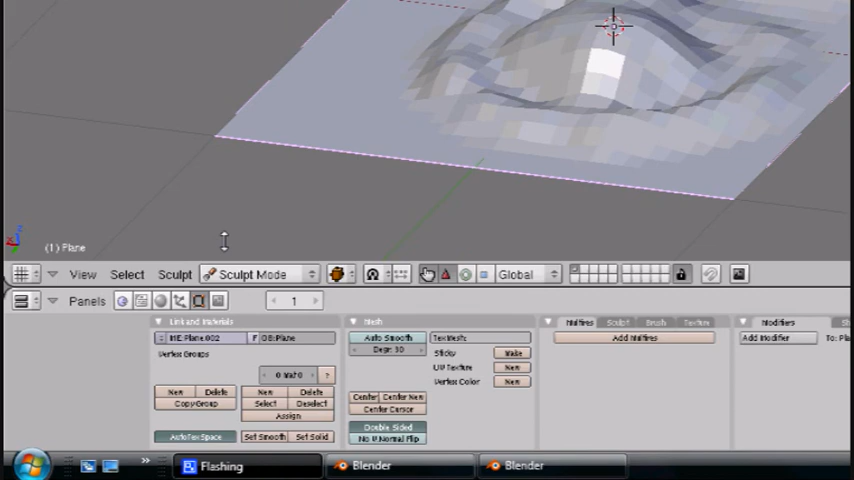 (1) Plane
View Select Sculpt Sculpt Mode Global
Panels 1
Link and Materials
ME:Plane.002 F OB:Plane
Vertex Groups
0 Mat 0 ?
New Delete New Delete
Copy Group Select Deselect
Assign
AutoTexSpace Set Smooth Set Solid
Mesh
Auto Smooth
Degr: 30
TexMesh:
Sticky Make
UV Texture New
Vertex Color New
Center Center New
Center Cursor
Double Sided
No V.Normal Flip
Multires Sculpt Brush Texture
Add Multires
Modifiers
Add Modifier To: Pla
Flashing Blender Blender